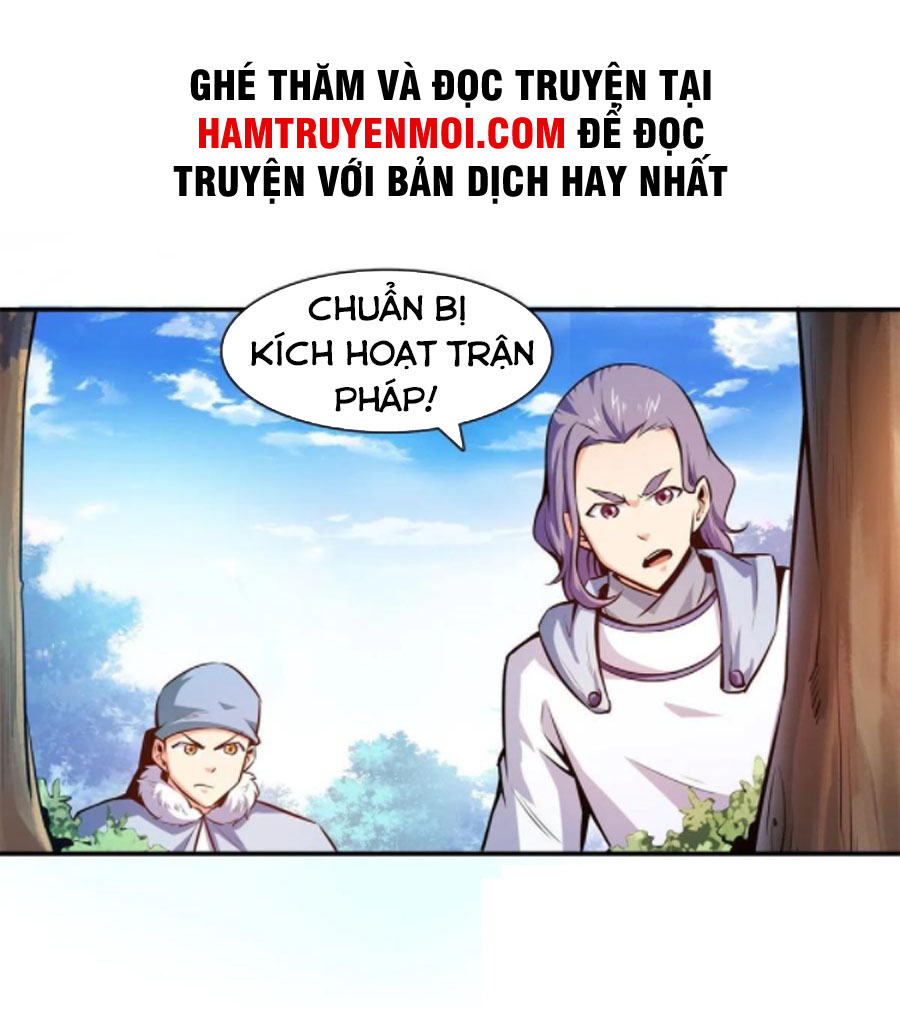 GHÉ THĂM VÀ ĐỌC TRUYỆN TẠI
HAMTRUYENMOI.COM ĐỂ ĐỌC
TRUYỆN VỚI BẢN DỊCH HAY NHẤT
CHUẨN BỊ
KÍCH HOẠT TRẬN
PHÁP!